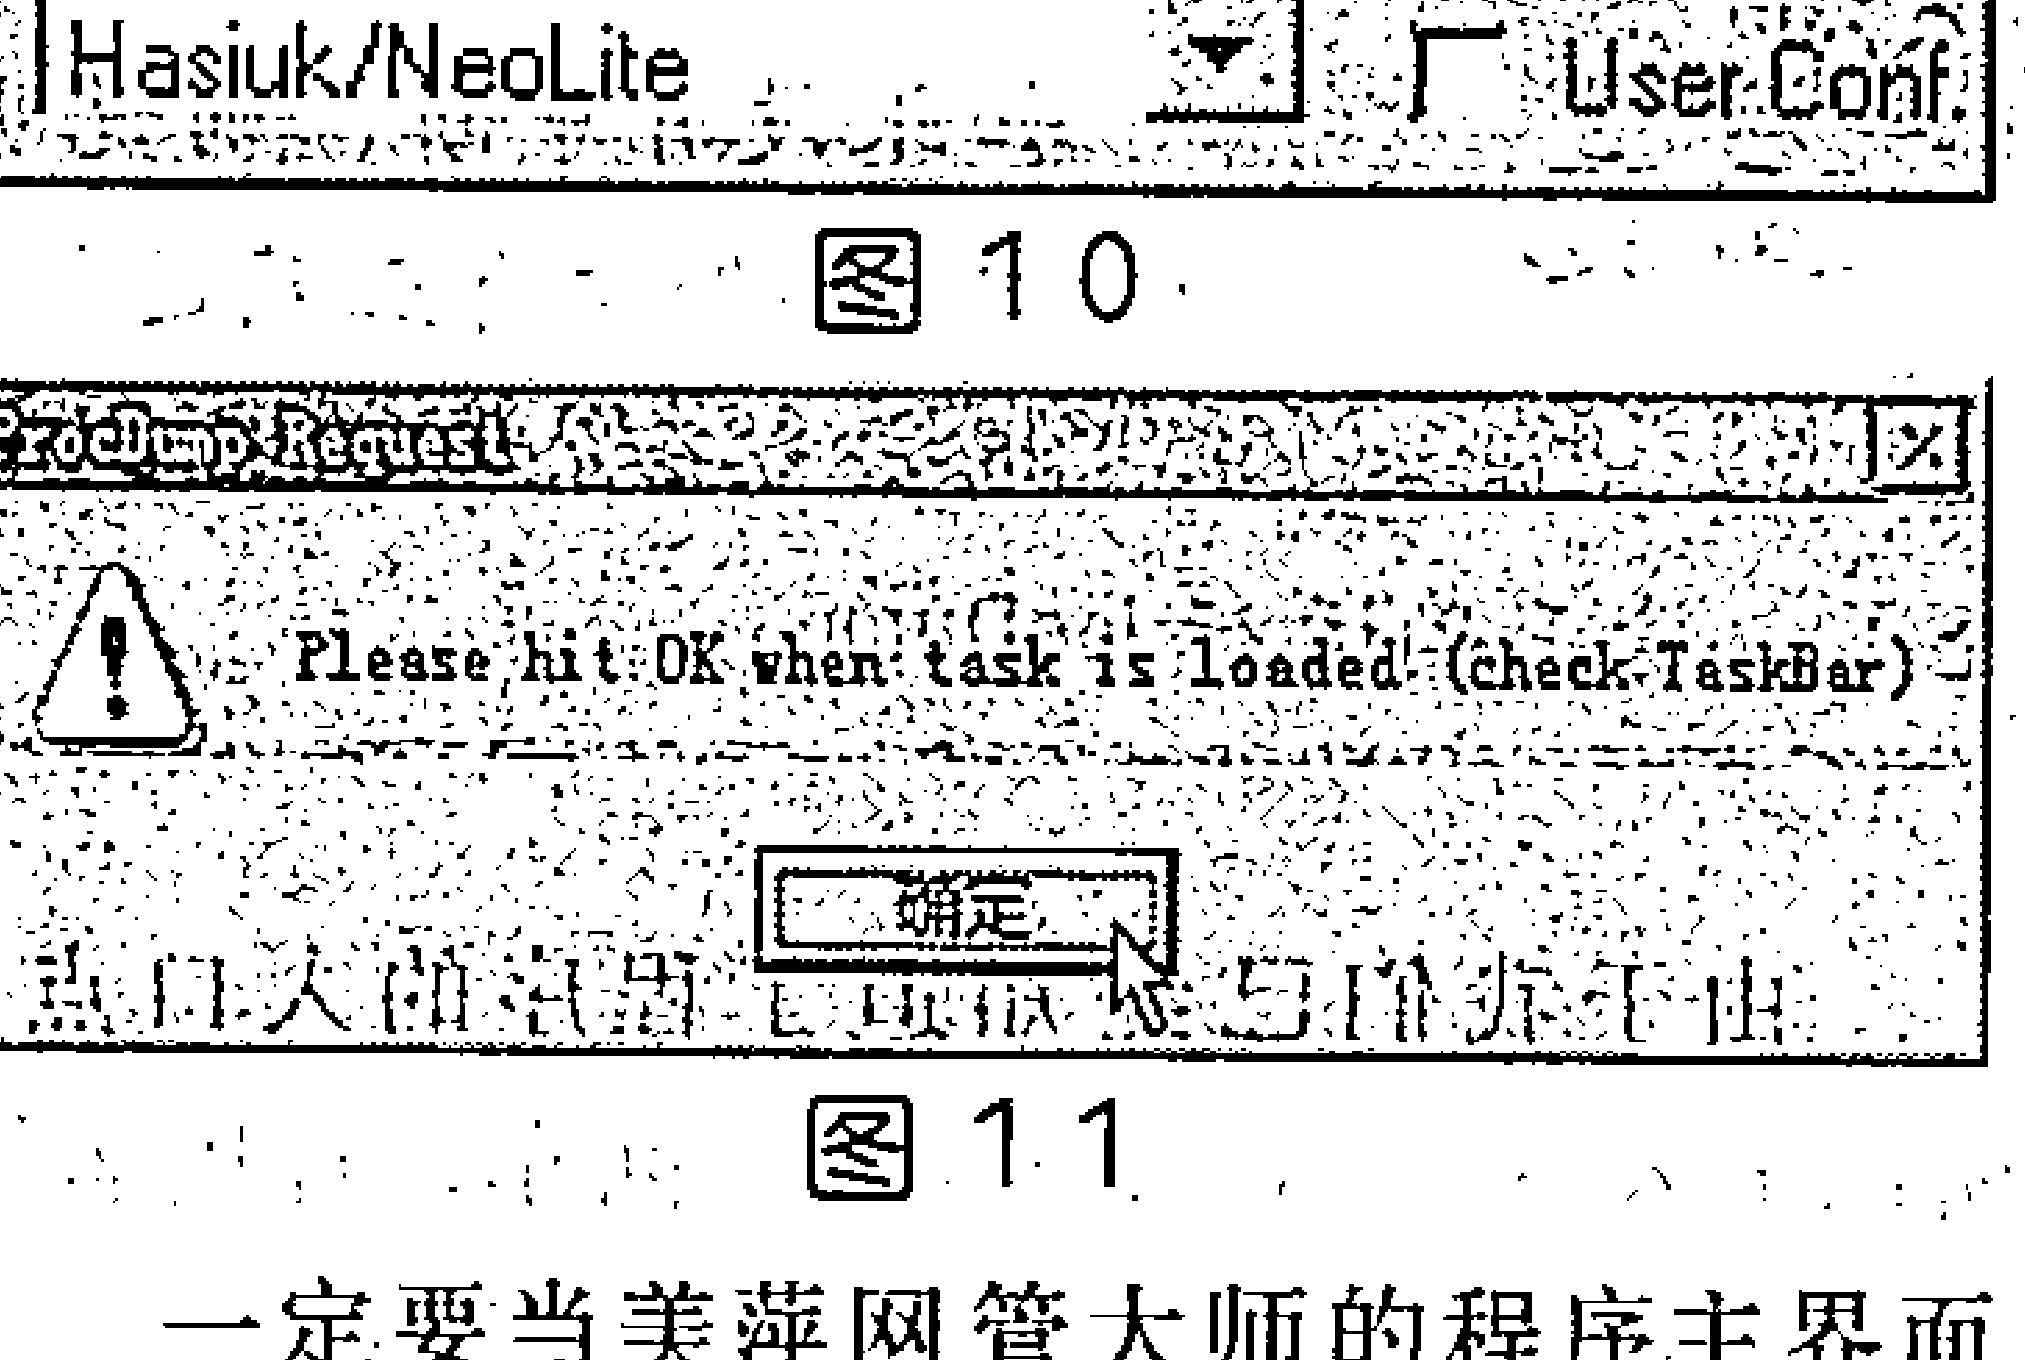 Hasiuk/NeoLite User Conf.
图 10
ProcDump Request
Please hit OK when task is loaded (check TaskBar)
确定
图 11
一定要当美萍网管大师的程序主界面